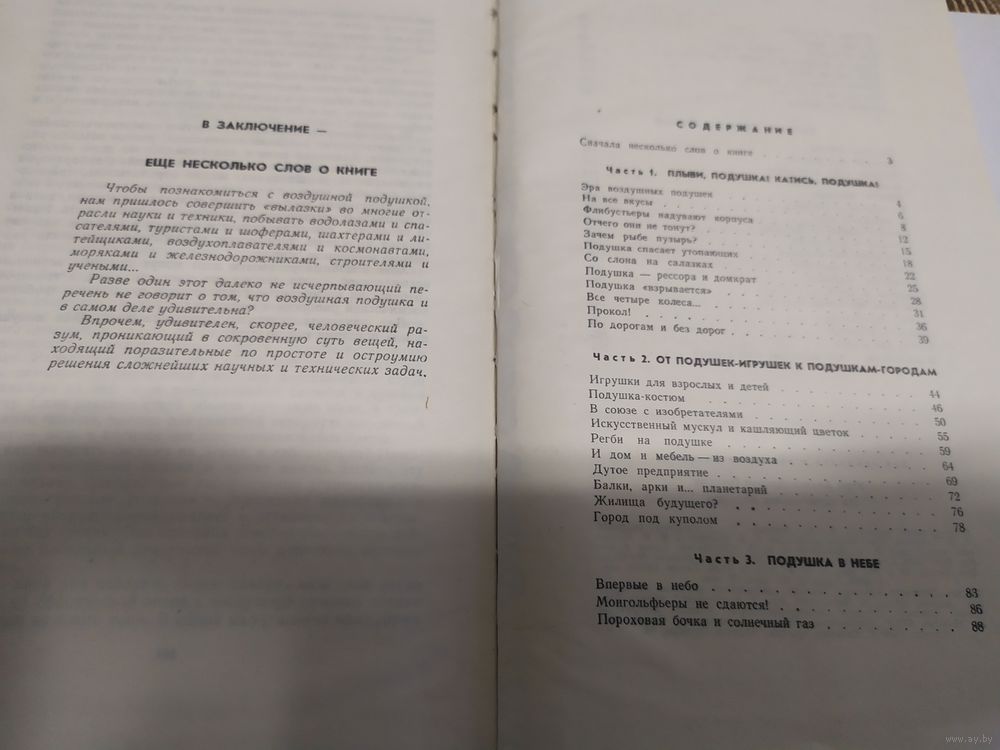 В ЗАКЛЮЧЕНИЕ —
ЕЩЕ НЕСКОЛЬКО СЛОВ О КНИГЕ
Чтобы познакомиться с воздушной подушкой,
нам пришлось совершить «вылазки» во многие от-
расли науки и техники, побывать водолазами и спа-
сателями, туристами и шоферами, шахтерами и ли-
тейщиками, воздухоплавателями и космонавтами,
моряками и железнодорожниками, строителями и
учеными...
Разве один этот далеко не исчерпывающий пе-
речень не говорит о том, что воздушная подушка и
в самом деле удивительна?
Впрочем, удивителен, скорее, человеческий ра-
зум, проникающий в сокровенную суть вещей, на-
ходящий поразительные по простоте и остроумию
решения сложнейших научных и технических задач.
СОДЕРЖАНИЕ
Сначала несколько слов о книге . . . . . . . . 3
Часть 1. ПЛЫВИ, ПОДУШКА! КАТИСЬ, ПОДУШКА!
Эра воздушных подушек . . . . . . . . 4
На все вкусы . . . . . . . . 6
Флибустьеры надувают корпуса . . . . . . . . 8
Отчего они не тонут? . . . . . . . . 12
Зачем рыбе пузырь? . . . . . . . . 15
Подушка спасает утопающих . . . . . . . . 18
Со слона на салазках . . . . . . . . 22
Подушка — рессора и домкрат . . . . . . . . 25
Подушка «взрывается» . . . . . . . . 28
Все четыре колеса... . . . . . . . . 31
Прокол! . . . . . . . . 36
По дорогам и без дорог . . . . . . . . 39
Часть 2. ОТ ПОДУШЕК-ИГРУШЕК К ПОДУШКАМ-ГОРОДАМ
Игрушки для взрослых и детей . . . . . . . . 44
Подушка-костюм . . . . . . . . 46
В союзе с изобретателями . . . . . . . . 50
Искусственный мускул и кашляющий цветок . . . . 55
Регби на подушке . . . . . . . . 59
И дом и мебель — из воздуха . . . . . . . . 64
Дутое предприятие . . . . . . . . 69
Балки, арки и... планетарий . . . . . . . . 72
Жилища будущего? . . . . . . . . 76
Город под куполом . . . . . . . . 78
Часть 3. ПОДУШКА В НЕБЕ
Впервые в небо . . . . . . . . 83
Монгольфьеры не сдаются! . . . . . . . . 86
Пороховая бочка и солнечный газ . . . . . . . . 88
www.ay.by